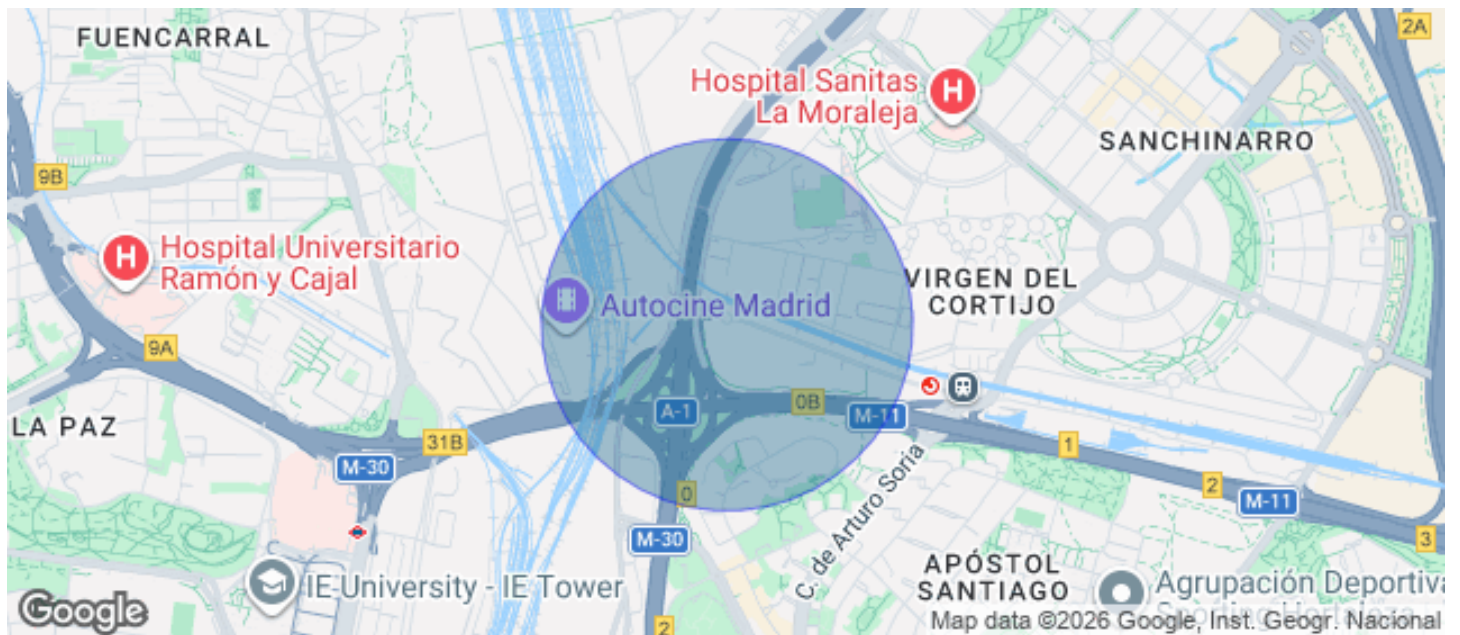 FUENCARRAL
2A
Hospital Sanitas
La Moraleja
H
SANCHINARRO
9B
H
Hospital Universitario
Ramón y Cajal
VIRGEN DEL
CORTIJO
Autocine Madrid
9A
LA PAZ
A-1
0B
M-11
31B
1
M-30
2
M-11
0
C. de Arturo Soria
M-30
3
APÓSTOL
SANTIAGO
IE University - IE Tower
Agrupación Deportiva
Sporting Hortaleza
2
Google
Map data ©2026 Google, Inst. Geogr. Nacional